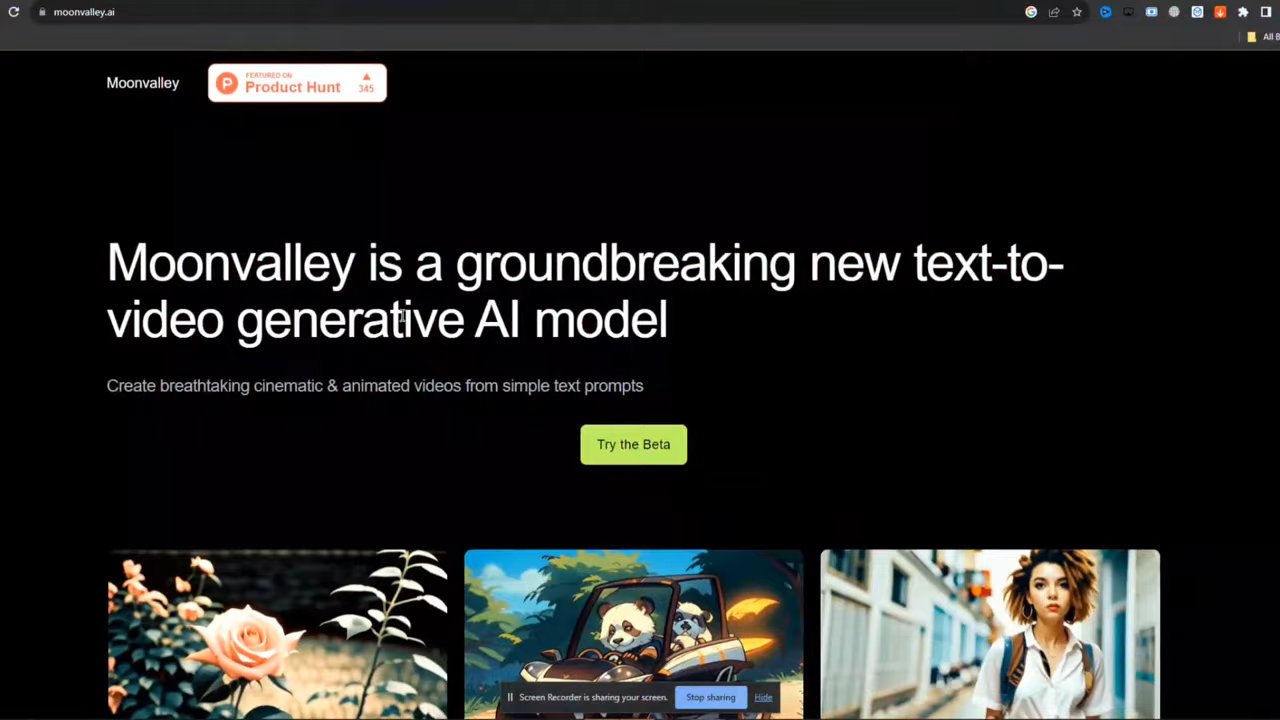 moonvalley.ai
All B
Moonvalley
FEATURED ON
Product Hunt
345
Moonvalley is a groundbreaking new text-to-
video generative AI model
Create breathtaking cinematic & animated videos from simple text prompts
Try the Beta
Screen Recorder is sharing your screen.
Stop sharing
Hide